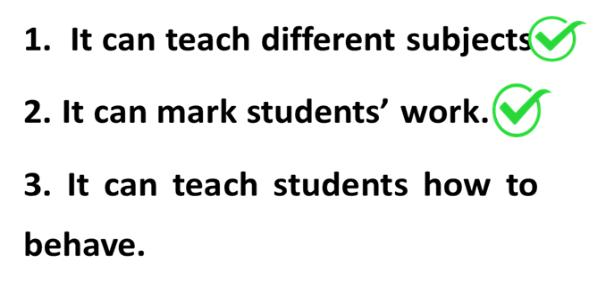 1. It can teach different subjects
2. It can mark students’ work.
3. It can teach students how to
behave.